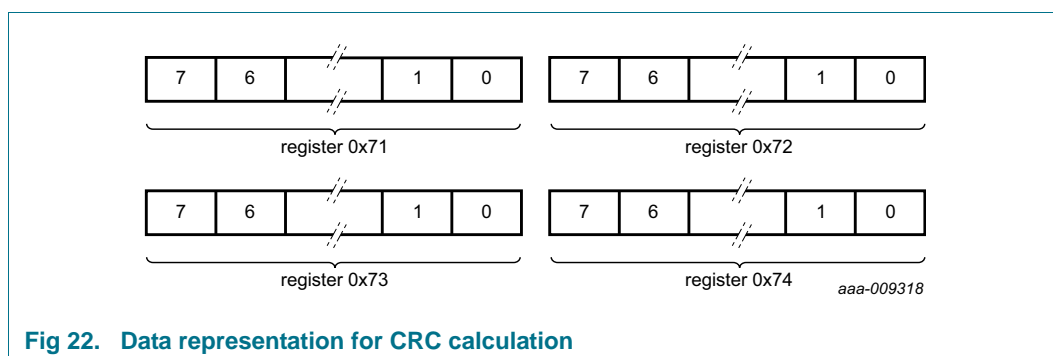 7 6 1 0 7 6 1 0
register 0x71 register 0x72
7 6 1 0 7 6 1 0
register 0x73 register 0x74
aaa-009318
Fig 22. Data representation for CRC calculation